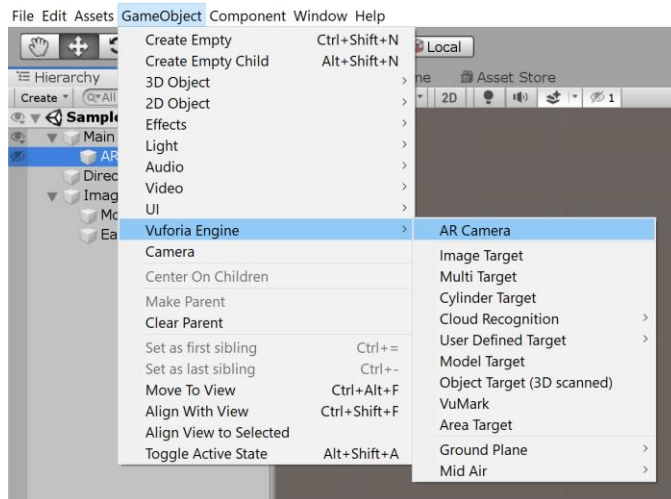 File Edit Assets GameObject Component Window Help
Local
Hierarchy
Asset Store
Create
All
2D
1
Main
AR
Create Empty Ctrl+Shift+N
Create Empty Child Alt+Shift+N
3D Object
2D Object
Effects
Light
Audio
Video
UI
Vuforia Engine
Camera
Center On Children
Make Parent
Clear Parent
Set as first sibling Ctrl+=
Set as last sibling Ctrl+-
Move To View Ctrl+Alt+F
Align With View Ctrl+Shift+F
Align View to Selected
Toggle Active State Alt+Shift+A
AR Camera
Image Target
Multi Target
Cylinder Target
Cloud Recognition
User Defined Target
Model Target
Object Target (3D scanned)
VuMark
Area Target
Ground Plane
Mid Air